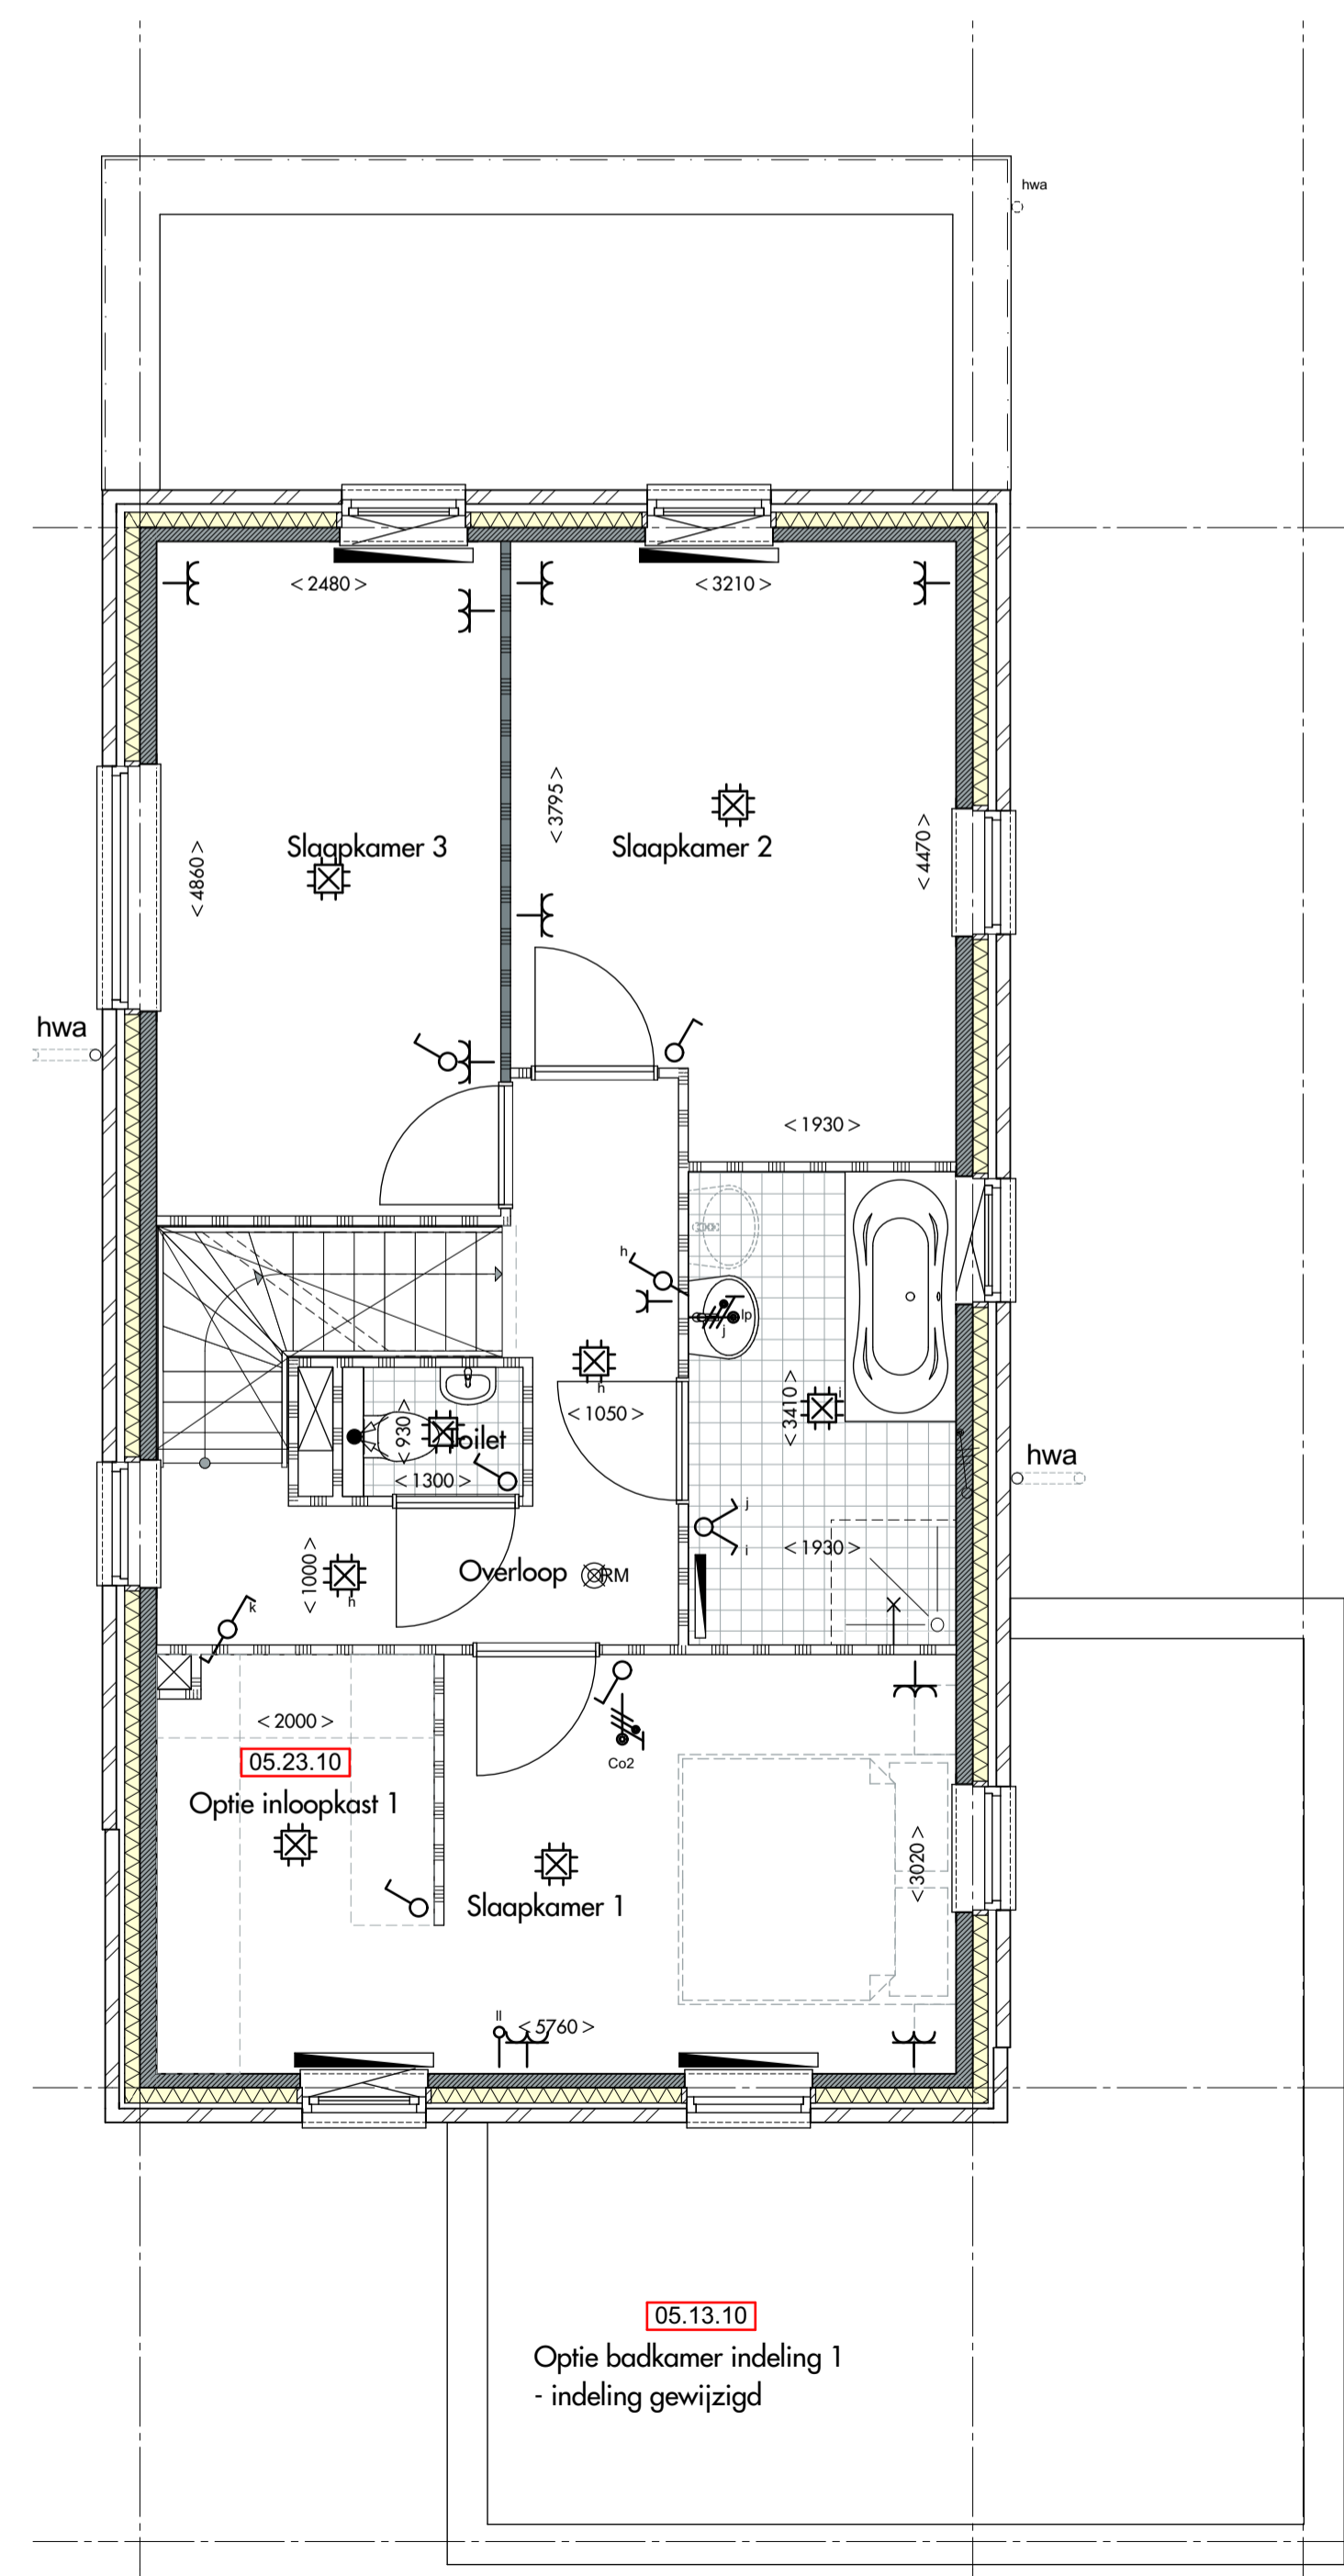 hwa
<2480>
<3210>
<3795>
<4470>
<4860>
Slaapkamer 3
Slaapkamer 2
hwa
<1930>
h
lp
j
h
<1050>
<3410>
i
<930>
Toilet
<1300>
hwa
j
i
<1930>
<1000>
h
Overloop
RM
k
<2000>
05.23.10
Optie inloopkast 1
Co2
<3020>
Slaapkamer 1
ll
<5760>
05.13.10
Optie badkamer indeling 1
- indeling gewijzigd